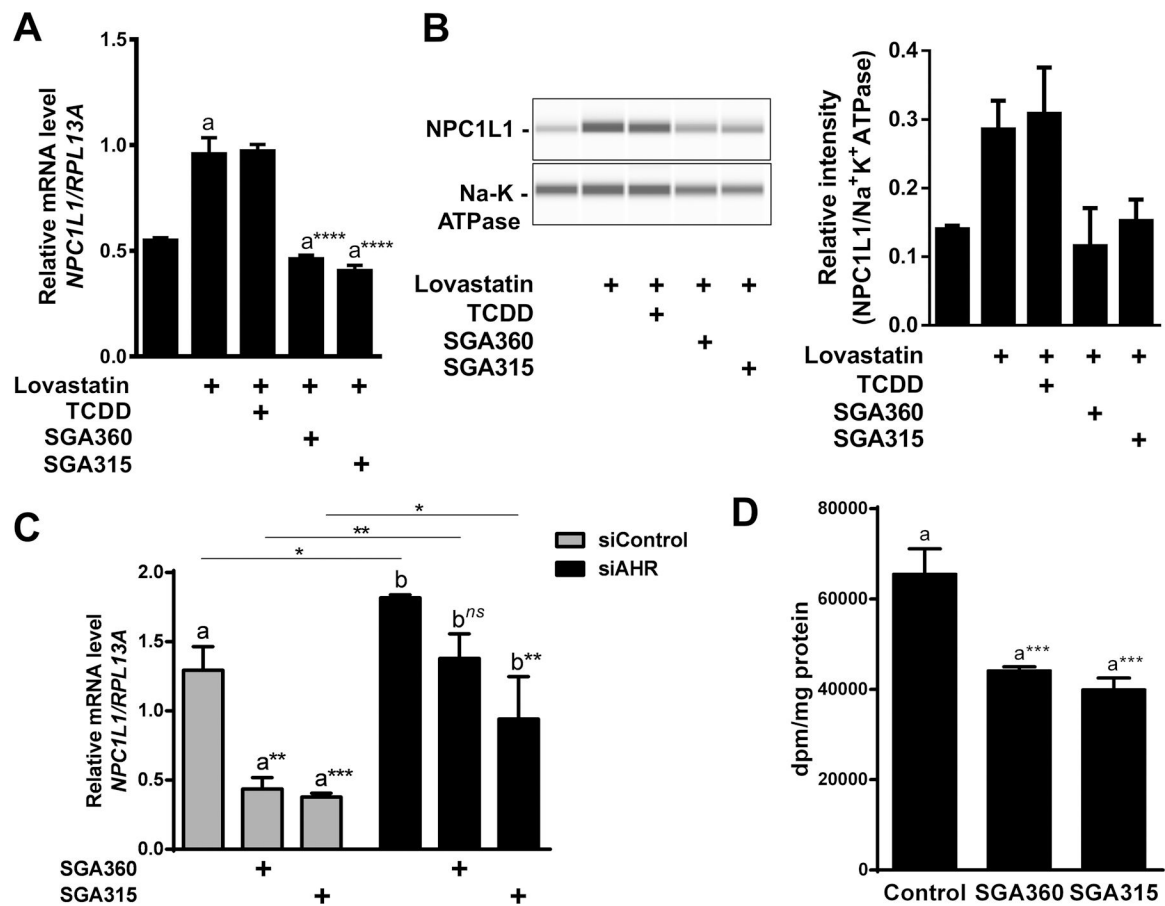 A
Relative mRNA level
NPC1L1/RPL13A
1.5
1.0
0.5
0.0
a
a****
a****
Lovastatin + + + +
TCDD +
SGA360 +
SGA315 +
B
NPC1L1 -
Na-K -
ATPase
Lovastatin + + + +
TCDD +
SGA360 +
SGA315 +
Relative intensity
(NPC1L1/Na+K+ATPase)
0.4
0.3
0.2
0.1
0.0
Lovastatin + + + +
TCDD +
SGA360 +
SGA315 +
C
*
**
*
siControl
siAHR
Relative mRNA level
NPC1L1/RPL13A
2.0
1.5
1.0
0.5
0.0
a
a**
a***
b
b ns
b**
SGA360 + +
SGA315 + +
D
dpm/mg protein
80000
60000
40000
20000
0
a
a***
a***
Control SGA360 SGA315